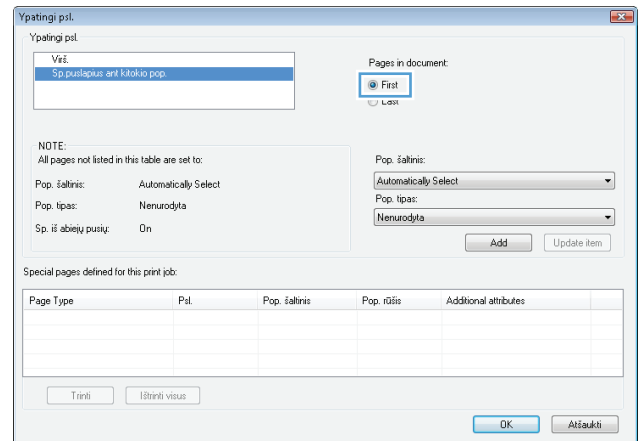 Ypatingi psl.
Ypatingi psl.
Virš.
Sp.puslapius ant kitokio pop.
Pages in document:
First
Last
NOTE:
All pages not listed in this table are set to:
Pop. šaltinis: Automatically Select
Pop. tipas: Nenurodyta
Sp. iš abiejų pusių: On
Pop. šaltinis:
Automatically Select
Pop. tipas:
Nenurodyta
Add Update item
Special pages defined for this print job:
Page Type Psl. Pop. šaltinis Pop. rūšis Additional attributes
Trinti Ištrinti visus
OK Atšaukti